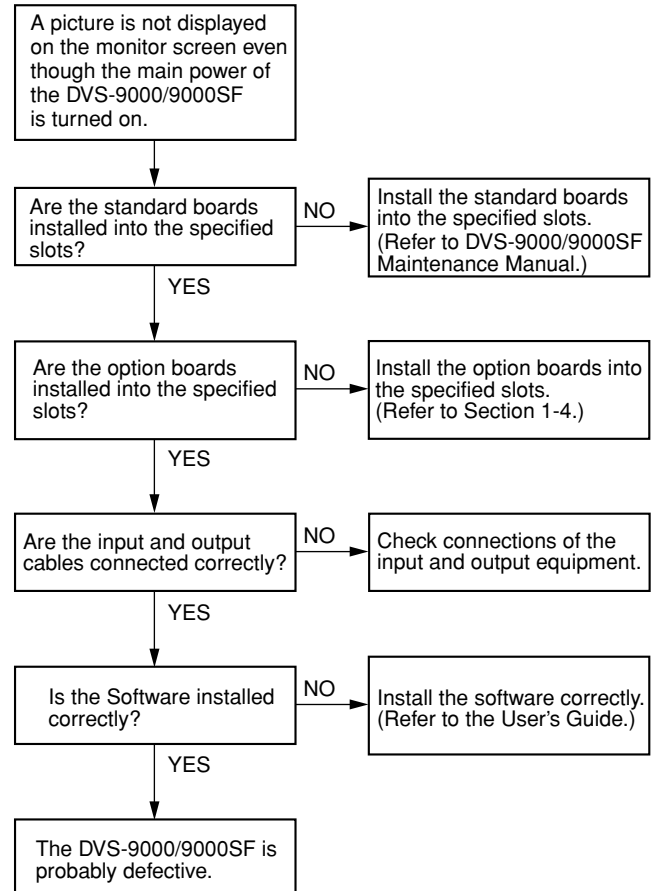 A picture is not displayed
on the monitor screen even
though the main power of
the DVS-9000/9000SF
is turned on.
Are the standard boards
installed into the specified
slots?
NO
Install the standard boards
into the specified slots.
(Refer to DVS-9000/9000SF
Maintenance Manual.)
YES
Are the option boards
installed into the specified
slots?
NO
Install the option boards into
the specified slots.
(Refer to Section 1-4.)
YES
Are the input and output
cables connected correctly?
NO
Check connections of the
input and output equipment.
YES
Is the Software installed
correctly?
NO
Install the software correctly.
(Refer to the User’s Guide.)
YES
The DVS-9000/9000SF is
probably defective.